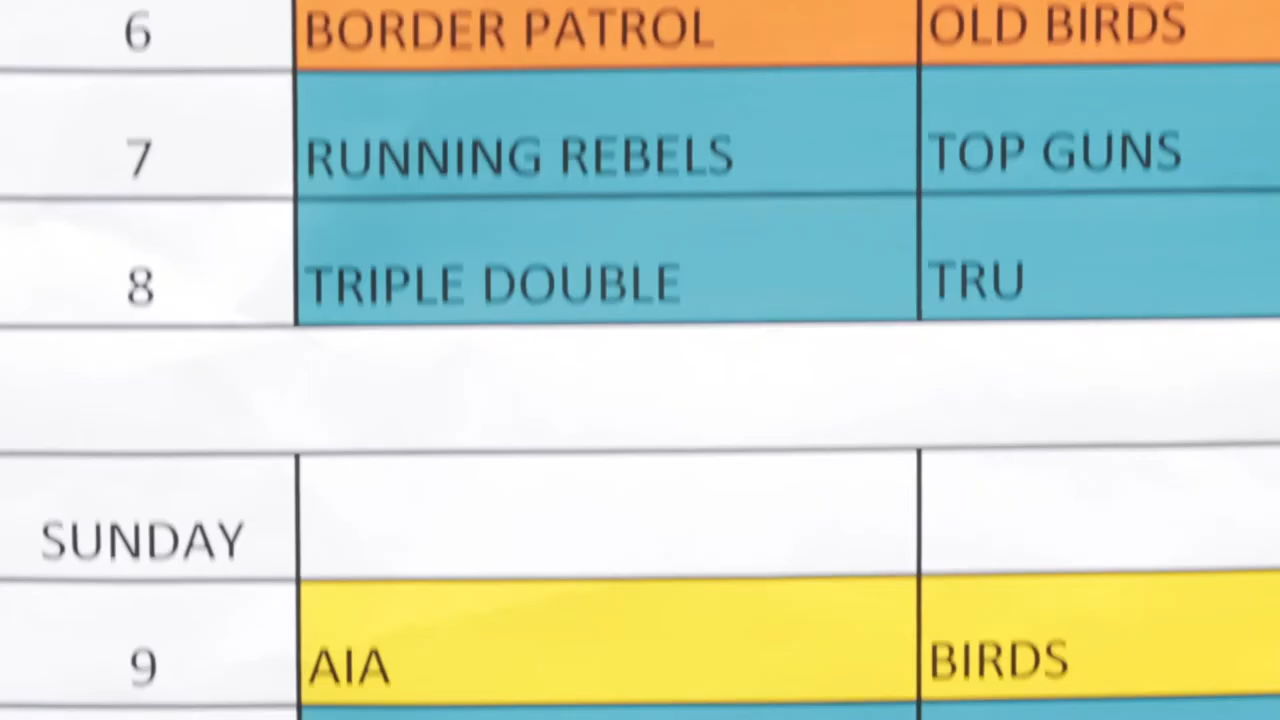 6 BORDER PATROL OLD BIRDS
7 RUNNING REBELS TOP GUNS
8 TRIPLE DOUBLE TRU
SUNDAY
9 AIA BIRDS